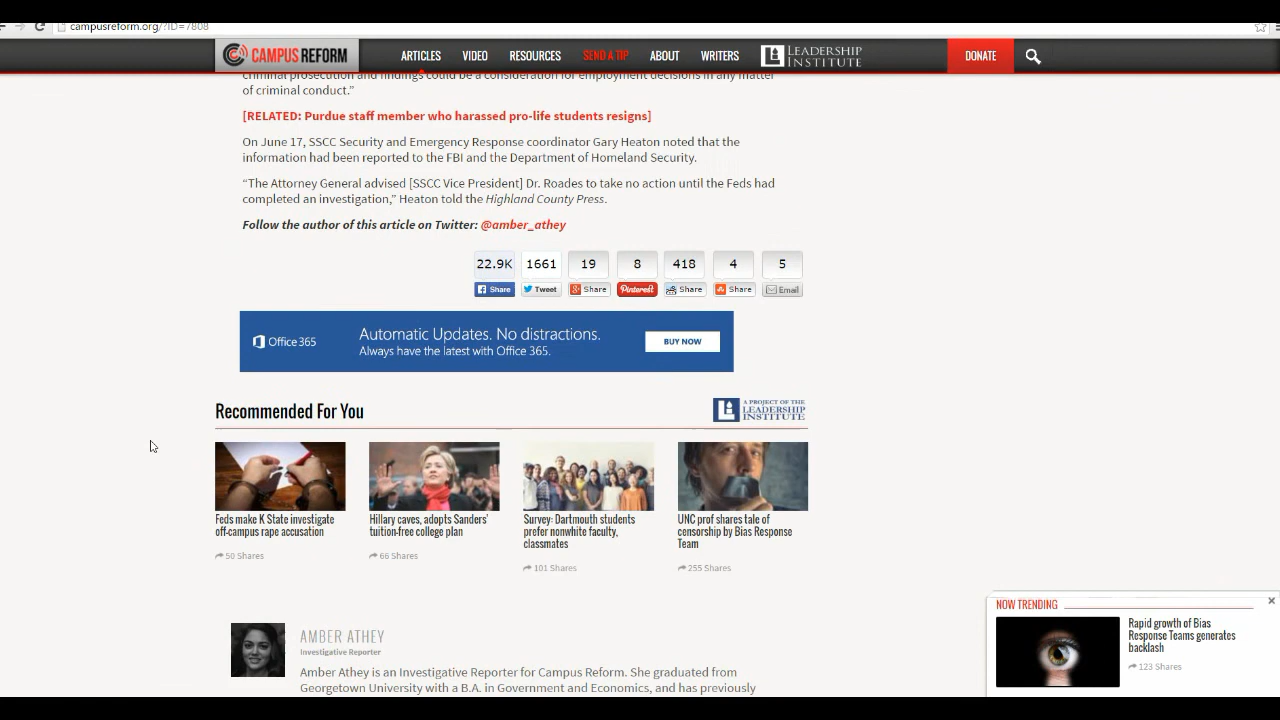 campusreform.org/?ID=7808
CAMPUS REFORM
ARTICLES VIDEO RESOURCES SEND A TIP ABOUT WRITERS
LEADERSHIP
INSTITUTE
DONATE
criminal prosecution and findings could be a consideration for employment decisions in any matter
of criminal conduct.”
[RELATED: Purdue staff member who harassed pro-life students resigns]
On June 17, SSCC Security and Emergency Response coordinator Gary Heaton noted that the
information had been reported to the FBI and the Department of Homeland Security.
“The Attorney General advised [SSCC Vice President] Dr. Roades to take no action until the Feds had
completed an investigation,” Heaton told the Highland County Press.
Follow the author of this article on Twitter: @amber_athey
22.9K 1661 19 8 418 4 5
Share Tweet Share Pinterest Share Share Email
Office 365
Automatic Updates. No distractions.
Always have the latest with Office 365.
BUY NOW
Recommended For You
A PROJECT OF THE
LEADERSHIP
INSTITUTE
Feds make K State investigate
off-campus rape accusation
50 Shares
Hillary caves, adopts Sanders'
tuition-free college plan
66 Shares
Survey: Dartmouth students
prefer nonwhite faculty,
classmates
101 Shares
UNC prof shares tale of
censorship by Bias Response
Team
255 Shares
AMBER ATHEY
Investigative Reporter
Amber Athey is an Investigative Reporter for Campus Reform. She graduated from
Georgetown University with a B.A. in Government and Economics, and has previously
NOW TRENDING
Rapid growth of Bias
Response Teams generates
backlash
123 Shares